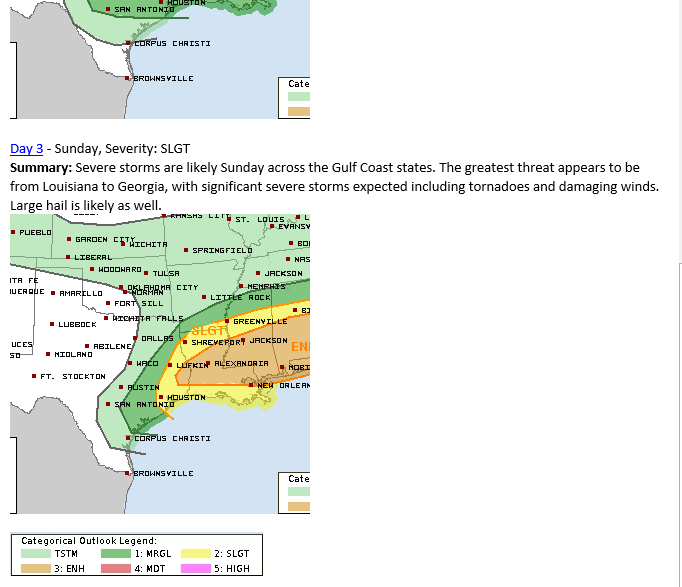 HOUSTON
SAN ANTONIO
CORPUS CHRISTI
BROWNSVILLE
Cate
Day 3 - Sunday, Severity: SLGT
Summary: Severe storms are likely Sunday across the Gulf Coast states. The greatest threat appears to be
from Louisiana to Georgia, with significant severe storms expected including tornadoes and damaging winds.
Large hail is likely as well.
KANSAS CITY
ST. LOUIS
EVANSV
PUEBLO
GARDEN CITY
WICHITA
SPRINGFIELD
BO
LIBERAL
NAS
WOODWARD
TULSA
JACKSON
TA FE
OKLAHOMA CITY
MEMPHIS
UERQUE
AMARILLO
NORMAN
LITTLE ROCK
FORT SILL
BI
LUBBOCK
WICHITA FALLS
GREENVILLE
SLGT
UCES
ABILENE
DALLAS
SHREVEPORT
JACKSON
EN
SO
MIDLAND
WACO
LUFKIN
ALEXANDRIA
MOBI
FT. STOCKTON
AUSTIN
NEW ORLEAN
HOUSTON
SAN ANTONIO
CORPUS CHRISTI
BROWNSVILLE
Cate
Categorical Outlook Legend:
TSTM 1: MRGL 2: SLGT
3: ENH 4: MDT 5: HIGH